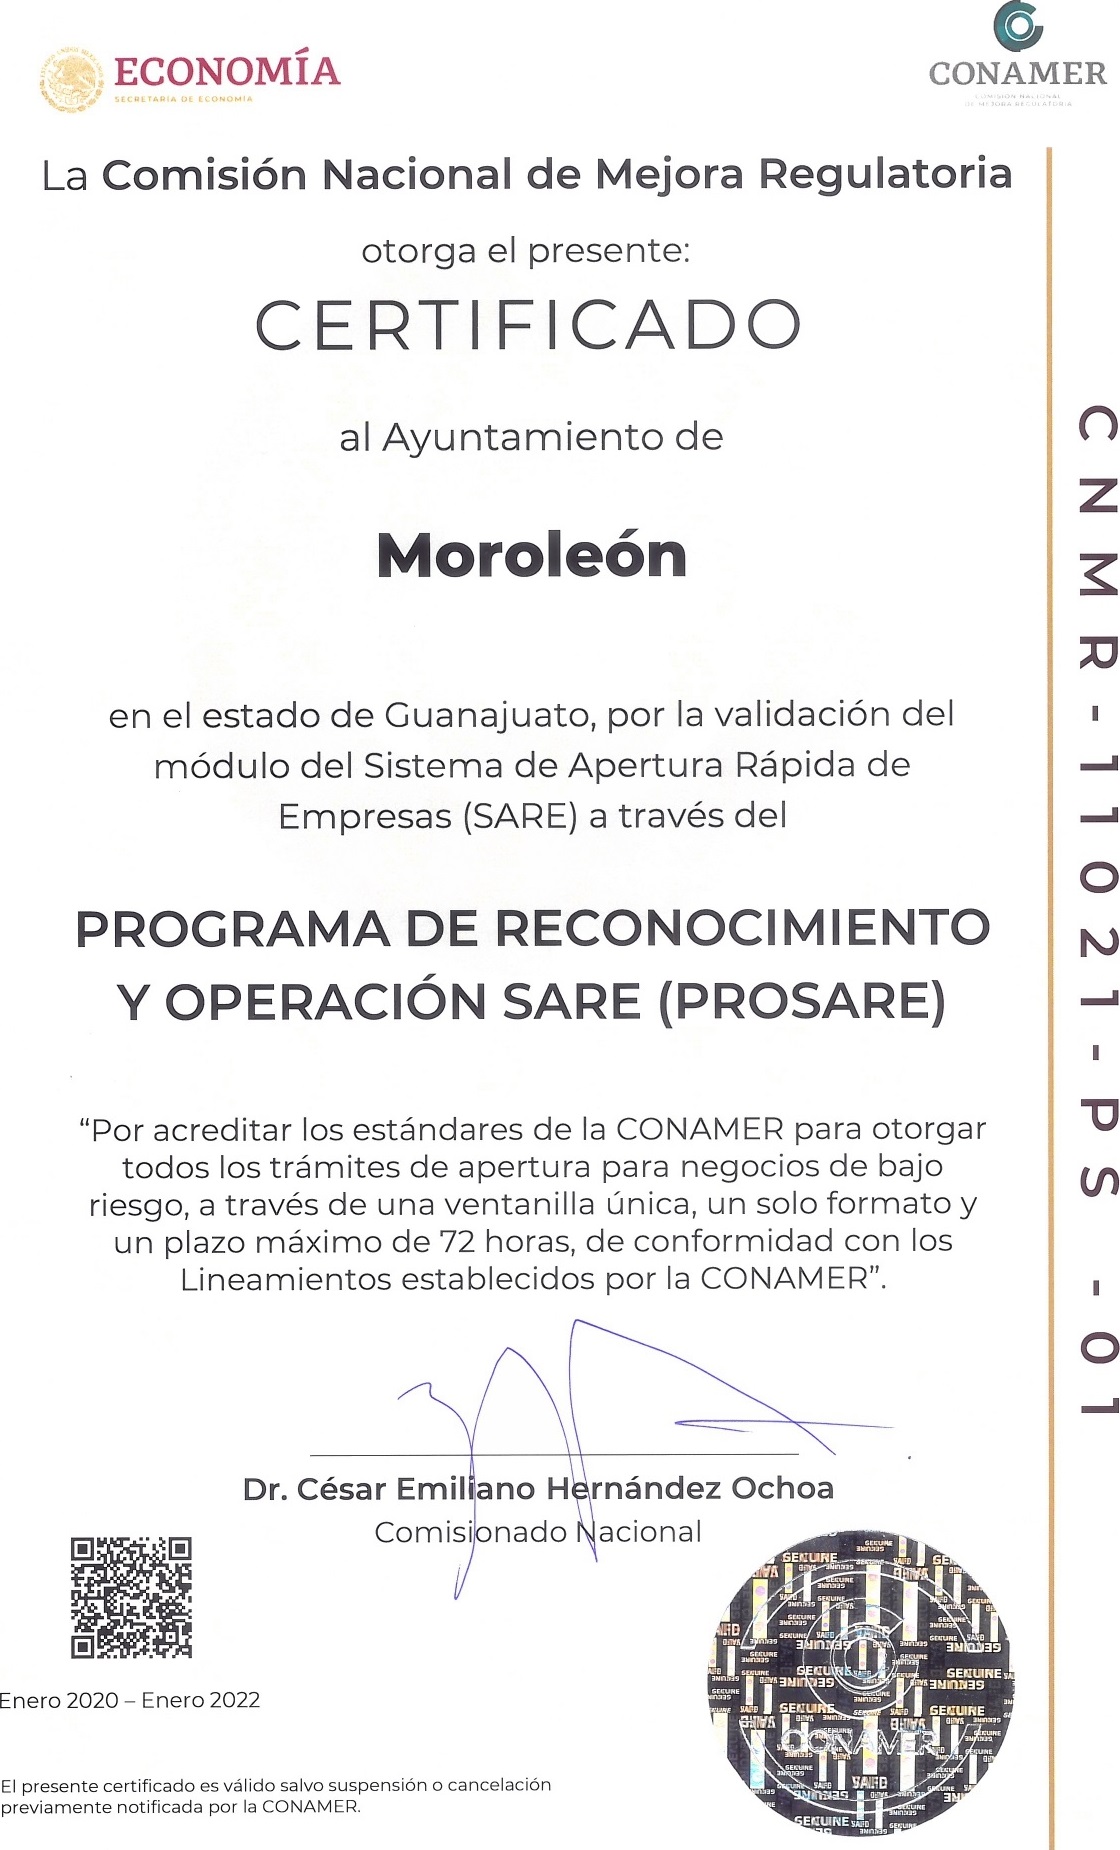 ECONOMÍA
SECRETARÍA DE ECONOMÍA
CONAMER
COMISIÓN NACIONAL
DE MEJORA REGULATORIA
La Comisión Nacional de Mejora Regulatoria
otorga el presente:
CERTIFICADO
al Ayuntamiento de
Moroleón
en el estado de Guanajuato, por la validación del
módulo del Sistema de Apertura Rápida de
Empresas (SARE) a través del
PROGRAMA DE RECONOCIMIENTO
Y OPERACIÓN SARE (PROSARE)
“Por acreditar los estándares de la CONAMER para otorgar
todos los trámites de apertura para negocios de bajo
riesgo, a través de una ventanilla única, un solo formato y
un plazo máximo de 72 horas, de conformidad con los
Lineamientos establecidos por la CONAMER”.
Dr. César Emiliano Hernández Ochoa
Comisionado Nacional
Enero 2020 – Enero 2022
El presente certificado es válido salvo suspensión o cancelación
previamente notificada por la CONAMER.
CNMR-11021-PS -01
GENUINE
VALID
CONAMER